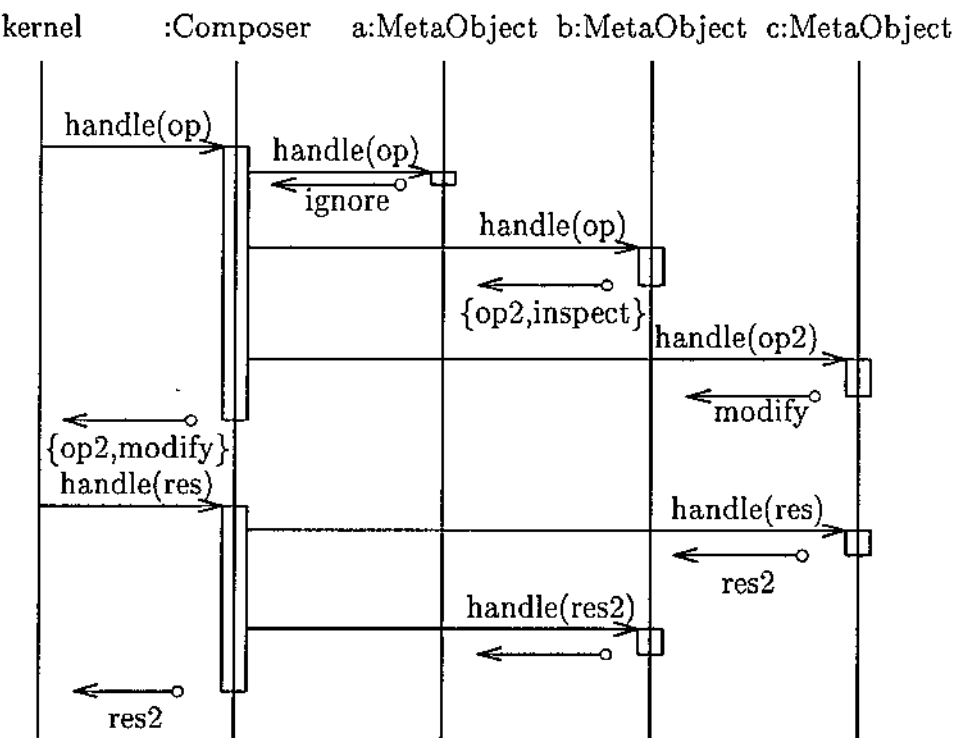 kernel :Composer a:MetaObject b:MetaObject c:MetaObject
handle(op)
handle(op)
ignore
handle(op)
{op2,inspect}
handle(op2)
modify
{op2,modify}
handle(res)
handle(res)
res2
handle(res2)
res2